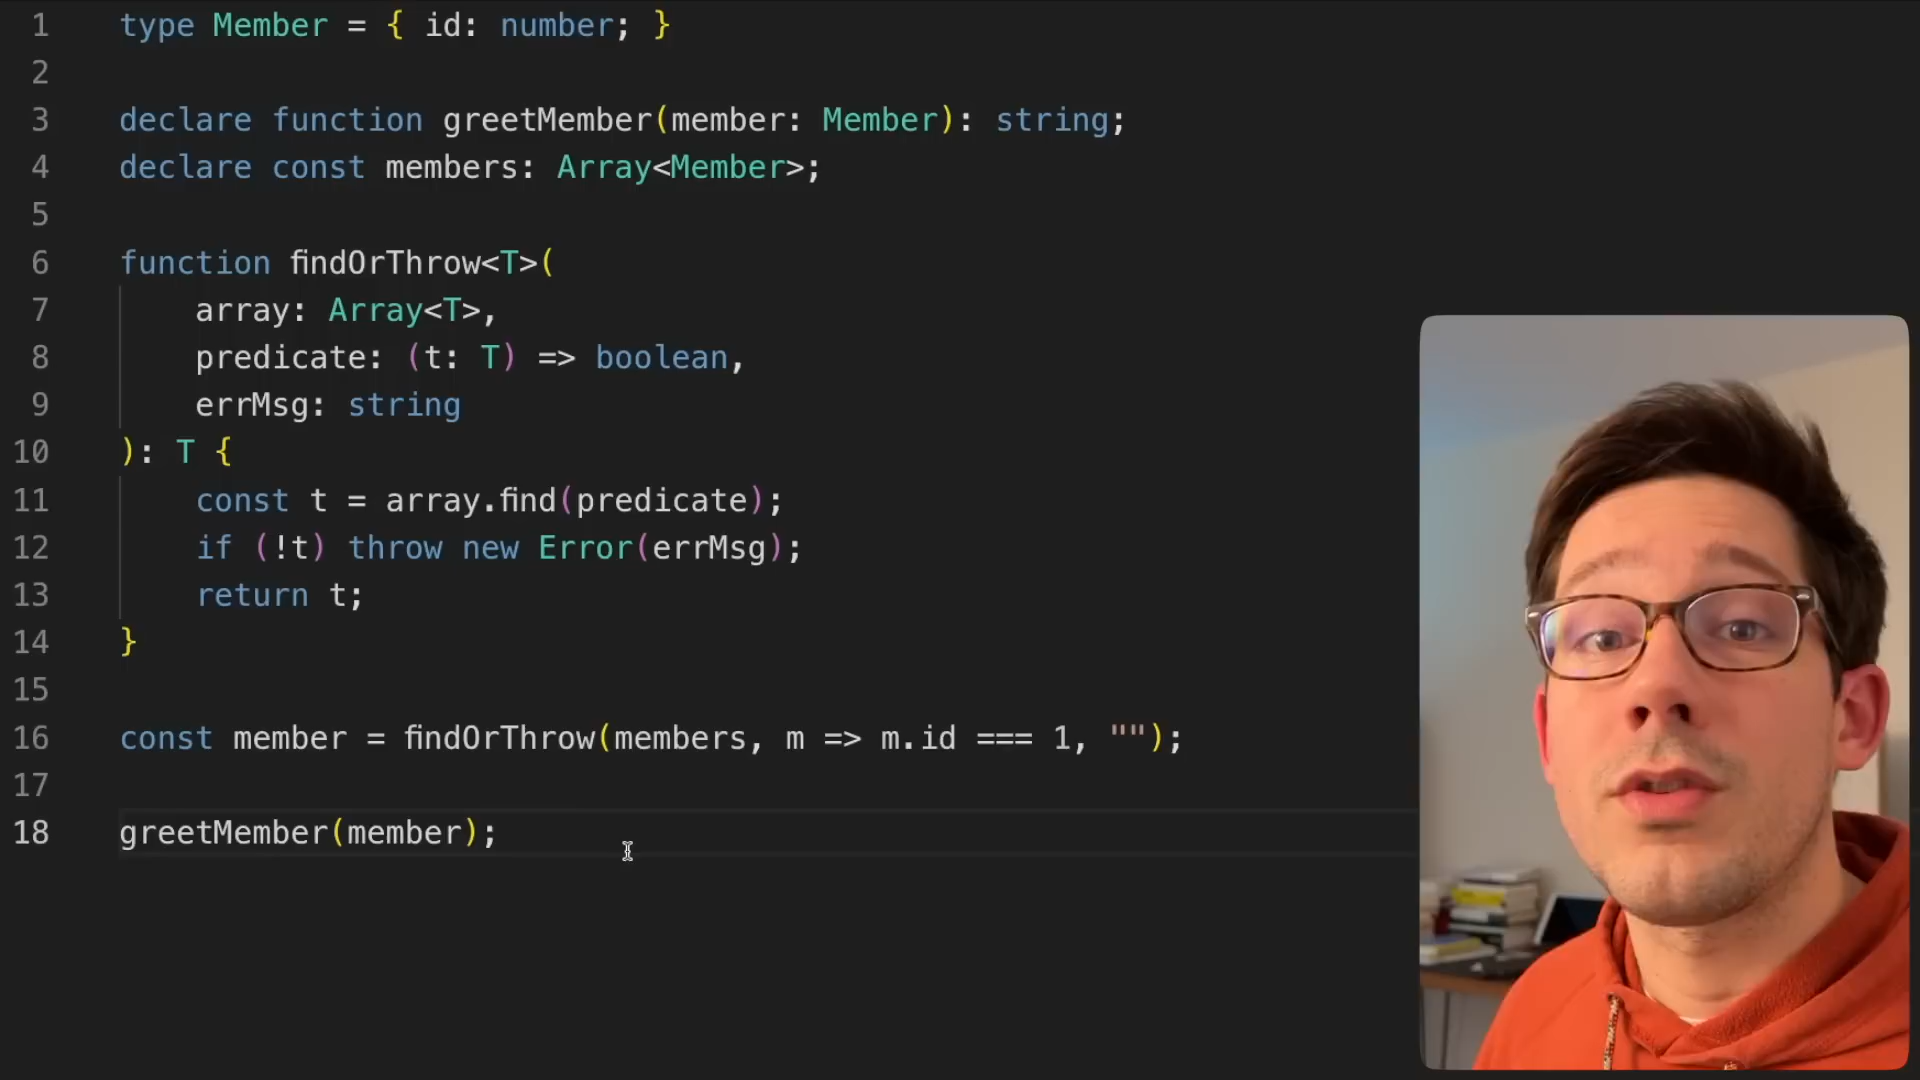 1 type Member = { id: number; }
2
3 declare function greetMember(member: Member): string;
4 declare const members: Array<Member>;
5
6 function findOrThrow<T>(
7 array: Array<T>,
8 predicate: (t: T) => boolean,
9 errMsg: string
10 ): T {
11 const t = array.find(predicate);
12 if (!t) throw new Error(errMsg);
13 return t;
14 }
15
16 const member = findOrThrow(members, m => m.id === 1, "");
17
18 greetMember(member);